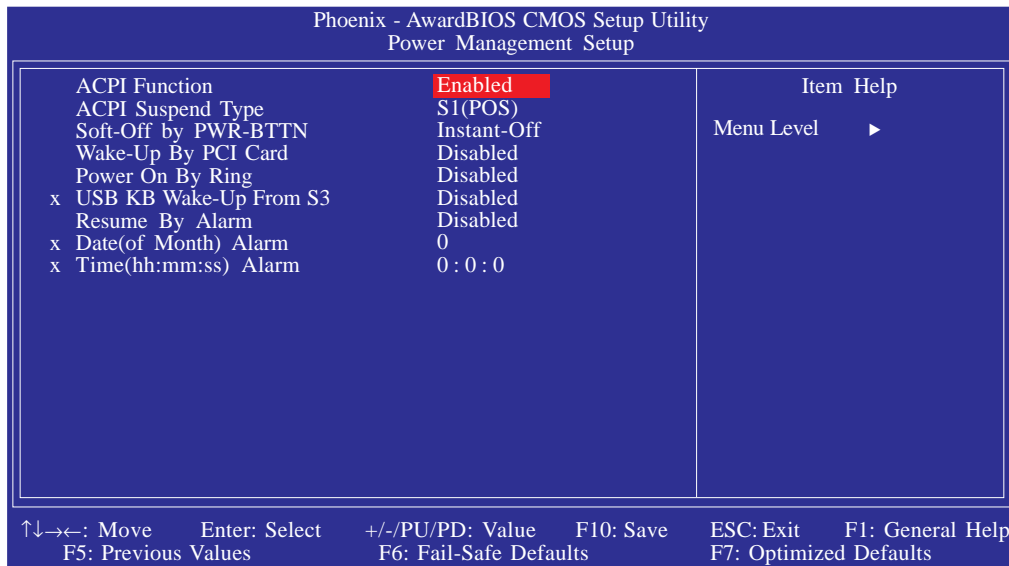 Phoenix - AwardBIOS CMOS Setup Utility
Power Management Setup
ACPI Function Enabled
ACPI Suspend Type S1(POS)
Soft-Off by PWR-BTTN Instant-Off
Wake-Up By PCI Card Disabled
Power On By Ring Disabled
x USB KB Wake-Up From S3 Disabled
Resume By Alarm Disabled
x Date(of Month) Alarm 0
x Time(hh:mm:ss) Alarm 0 : 0 : 0
Item Help
Menu Level ▶
↑↓→←: Move Enter: Select +/-/PU/PD: Value F10: Save ESC: Exit F1: General Help
F5: Previous Values F6: Fail-Safe Defaults F7: Optimized Defaults